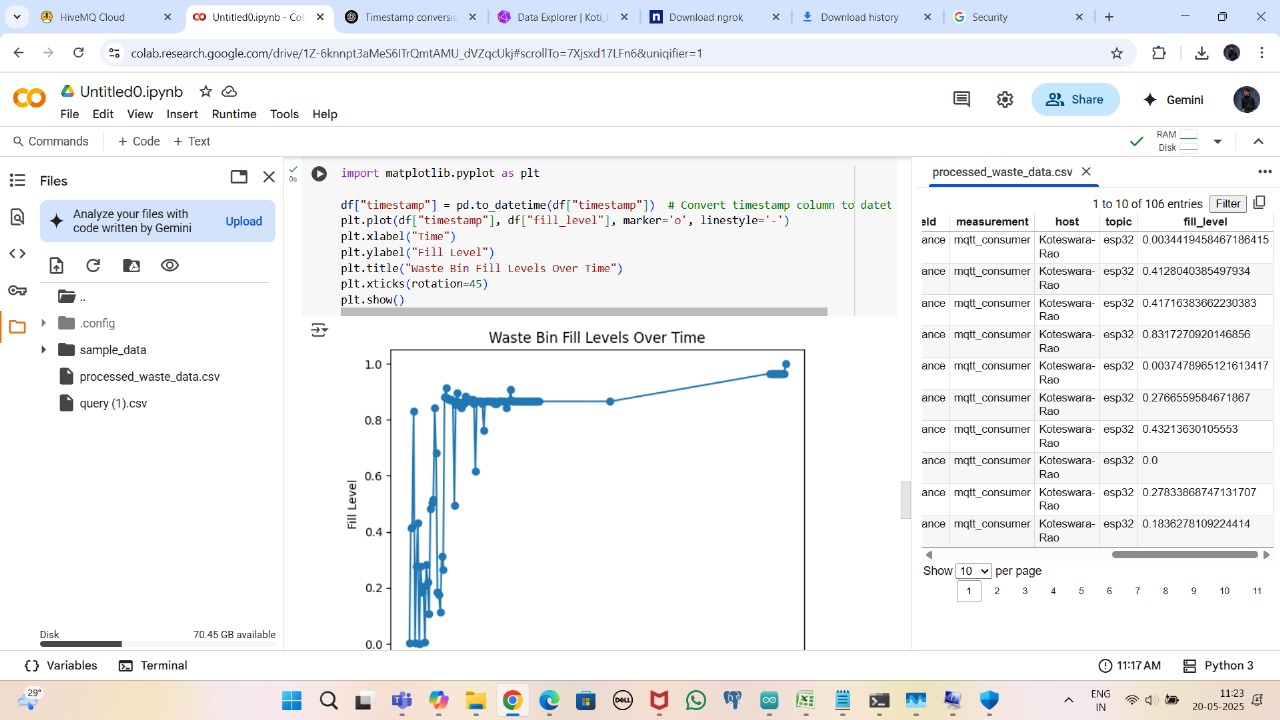 HiveMQ Cloud
Untitled0.ipynb - Col
Timestamp conversic
Data Explorer | Koti_
Download ngrok
Download history
Security
colab.research.google.com/drive/1Z-6knnpt3aMeS6iTrQmtAMU_dVZqcUkj#scrollTo=7Xjsxd17LFn6&uniqifier=1
Untitled0.ipynb
File Edit View Insert Runtime Tools Help
Share
Gemini
Commands + Code + Text
RAM
Disk
Files
Analyze your files with
code written by Gemini
Upload
..
.config
sample_data
processed_waste_data.csv
query (1).csv
Disk 70.45 GB available
0s
import matplotlib.pyplot as plt
df["timestamp"] = pd.to_datetime(df["timestamp"])  # Convert timestamp column to datet
plt.plot(df["timestamp"], df["fill_level"], marker='o', linestyle='-')
plt.xlabel("Time")
plt.ylabel("Fill Level")
plt.title("Waste Bin Fill Levels Over Time")
plt.xticks(rotation=45)
plt.show()
Waste Bin Fill Levels Over Time
1.0
0.8
0.6
0.4
0.2
0.0
Fill Level
processed_waste_data.csv
1 to 10 of 106 entries Filter
eld measurement host topic fill_level
ance mqtt_consumer Koteswara- esp32 0.0034419458467186415
Rao
ance mqtt_consumer Koteswara- esp32 0.4128040385497934
Rao
ance mqtt_consumer Koteswara- esp32 0.41716383662230383
Rao
ance mqtt_consumer Koteswara- esp32 0.8317270920146856
Rao
ance mqtt_consumer Koteswara- esp32 0.0037478965121613417
Rao
ance mqtt_consumer Koteswara- esp32 0.2766559584671867
Rao
ance mqtt_consumer Koteswara- esp32 0.43213630105553
Rao
ance mqtt_consumer Koteswara- esp32 0.0
Rao
ance mqtt_consumer Koteswara- esp32 0.27833868747131707
Rao
ance mqtt_consumer Koteswara- esp32 0.1836278109224414
Rao
Show 10 per page
1 2 3 4 5 6 7 8 9 10 11
Variables Terminal
11:17 AM Python 3
29°
DELL
ENG
IN
11:23
20-05-2025